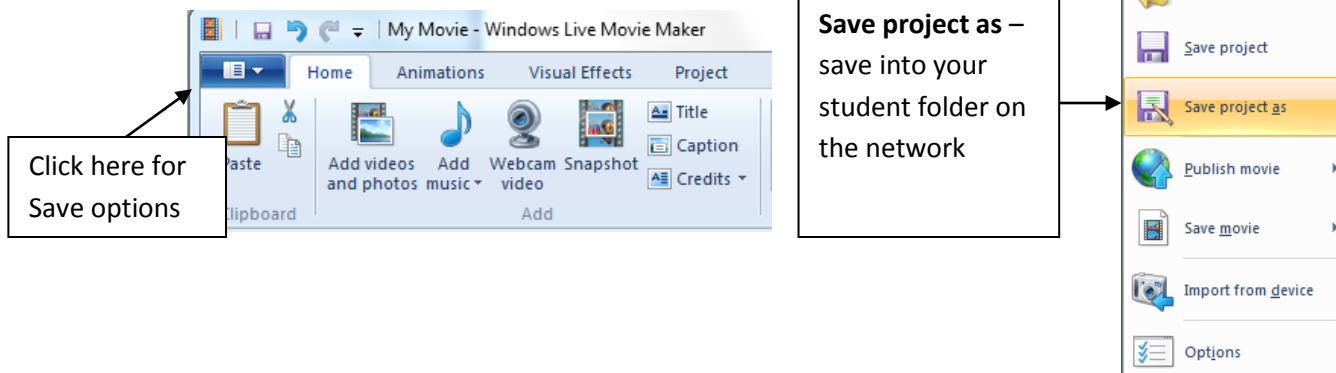 My Movie - Windows Live Movie Maker
Home Animations Visual Effects Project
Title
Caption
Credits
Add videos and photos
Add music
Webcam video
Snapshot
Add
Click here for
Save options
Save project as –
save into your
student folder on
the network
Save project
Save project as
Publish movie
Save movie
Import from device
Options